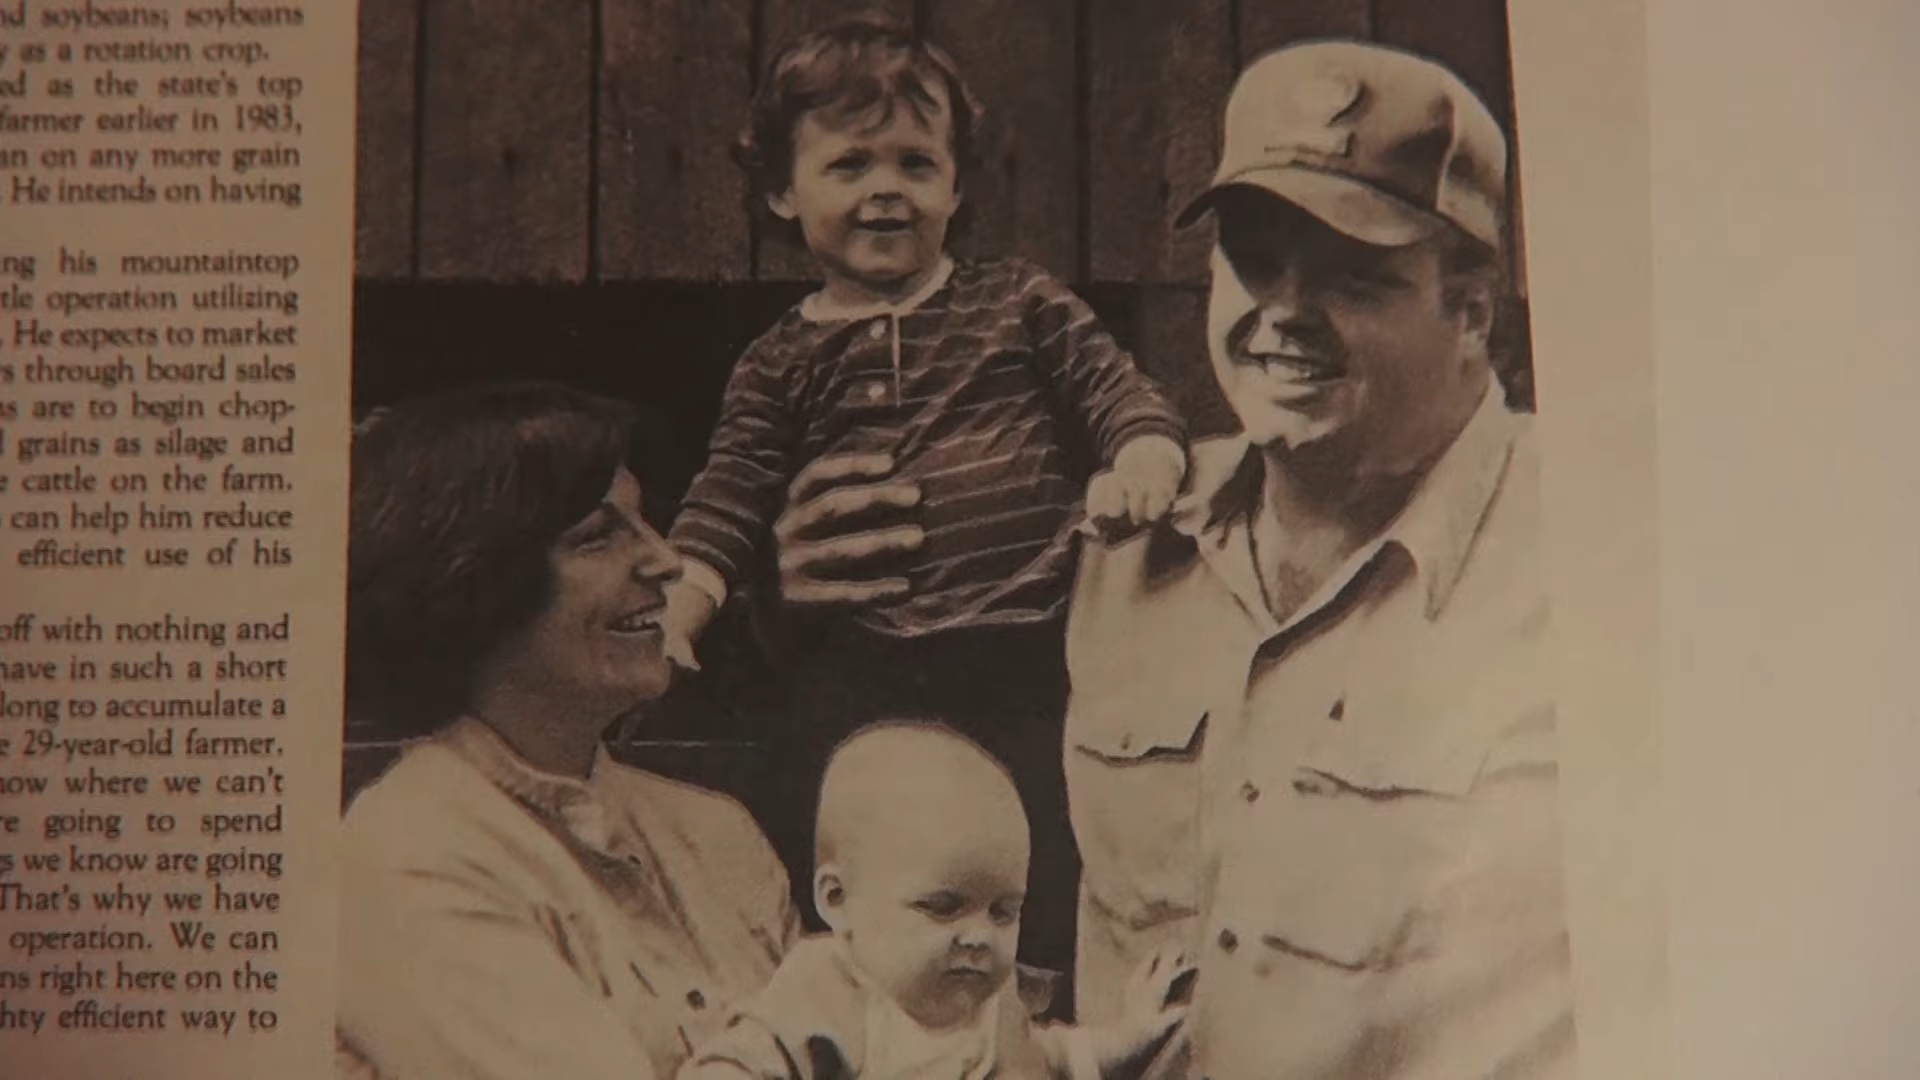 nd soybeans; soybeans
y as a rotation crop.
ed as the state's top
farmer earlier in 1983,
an on any more grain
. He intends on having
ng his mountaintop
tle operation utilizing
. He expects to market
s through board sales
as are to begin chop-
grains as silage and
e cattle on the farm.
can help him reduce
efficient use of his
off with nothing and
have in such a short
long to accumulate a
e 29-year-old farmer.
now where we can't
re going to spend
s we know are going
That's why we have
operation. We can
ns right here on the
hty efficient way to